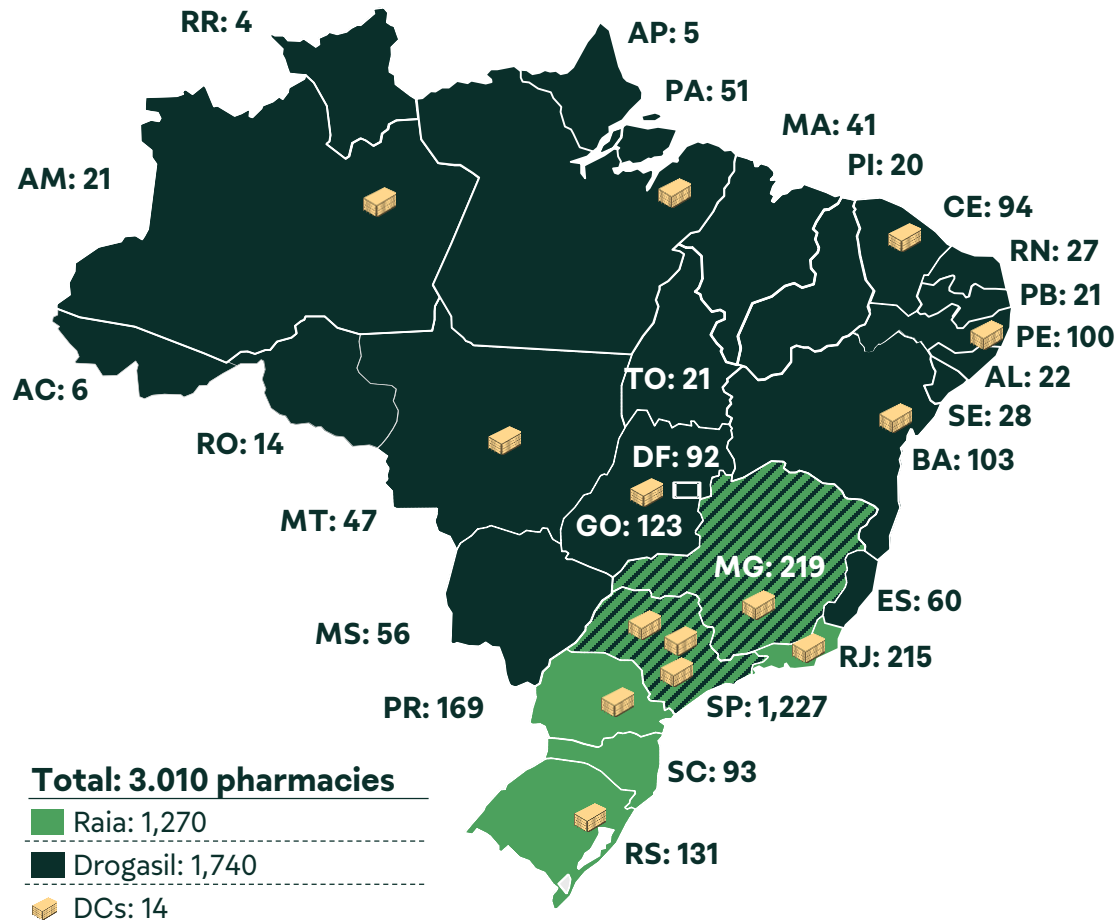 RR: 4
AP: 5
PA: 51
MA: 41
PI: 20
AM: 21
CE: 94
RN: 27
PB: 21
PE: 100
AC: 6
TO: 21
AL: 22
SE: 28
RO: 14
DF: 92
BA: 103
MT: 47
GO: 123
MG: 219
ES: 60
MS: 56
RJ: 215
PR: 169
SP: 1,227
SC: 93
Total: 3.010 pharmacies
Raia: 1,270
RS: 131
Drogasil: 1,740
DCs: 14